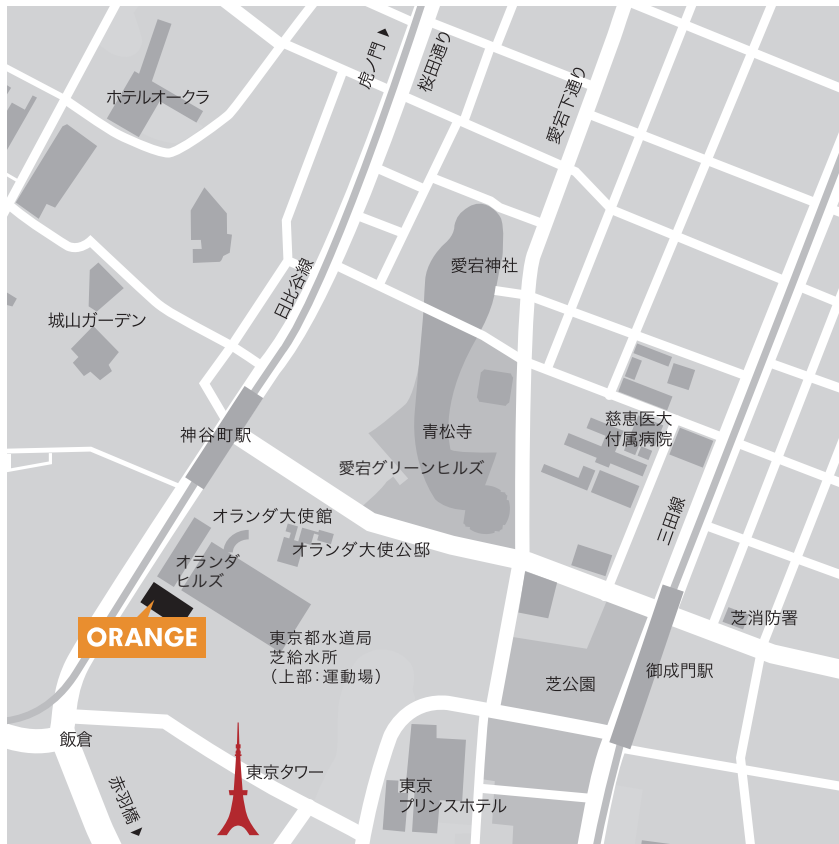 虎ノ門
桜田通り
愛宕下通り
ホテルオークラ
愛宕神社
日比谷線
城山ガーデン
慈恵医大
付属病院
青松寺
神谷町駅
愛宕グリーンヒルズ
三田線
オランダ大使館
オランダ大使公邸
オランダ
ヒルズ
芝消防署
ORANGE
東京都水道局
芝給水所
（上部：運動場）
御成門駅
芝公園
飯倉
東京タワー
赤羽橋
東京
プリンスホテル